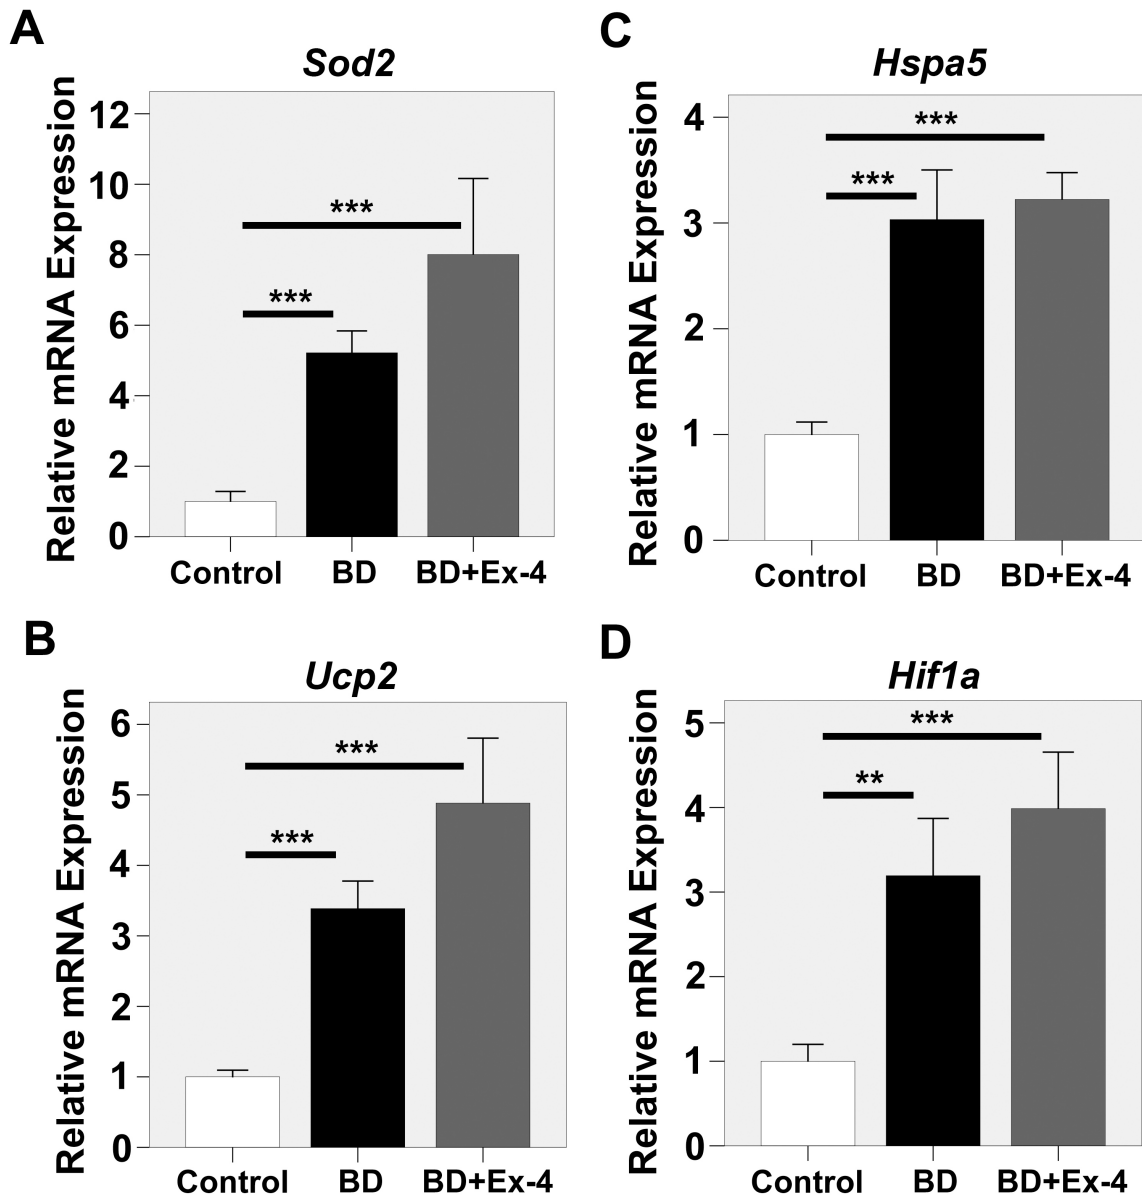 A
Sod2
Relative mRNA Expression
12
10
8
6
4
2
0
***
***
Control BD BD+Ex-4
C
Hspa5
Relative mRNA Expression
4
3
2
1
0
***
***
Control BD BD+Ex-4
B
Ucp2
Relative mRNA Expression
6
5
4
3
2
1
0
***
***
Control BD BD+Ex-4
D
Hif1a
Relative mRNA Expression
5
4
3
2
1
0
***
**
Control BD BD+Ex-4